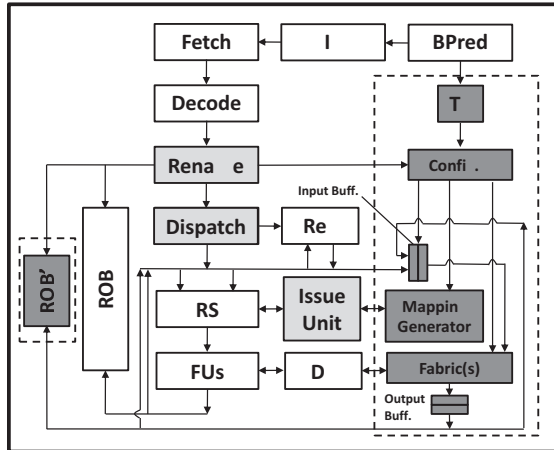 Fetch
I
BPred
Decode
T
Rena e
Confi .
Input Buff.
Dispatch
Re
ROB'
ROB
RS
Issue
Unit
Mappin
Generator
FUs
D
Fabric(s)
Output
Buff.